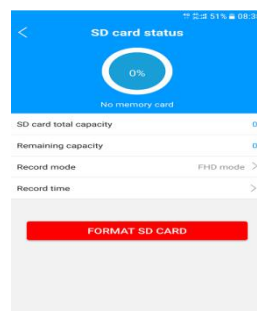 51% 08:3
SD card status
0%
No memory card
SD card total capacity 0
Remaining capacity 0
Record mode FHD mode >
Record time >
FORMAT SD CARD